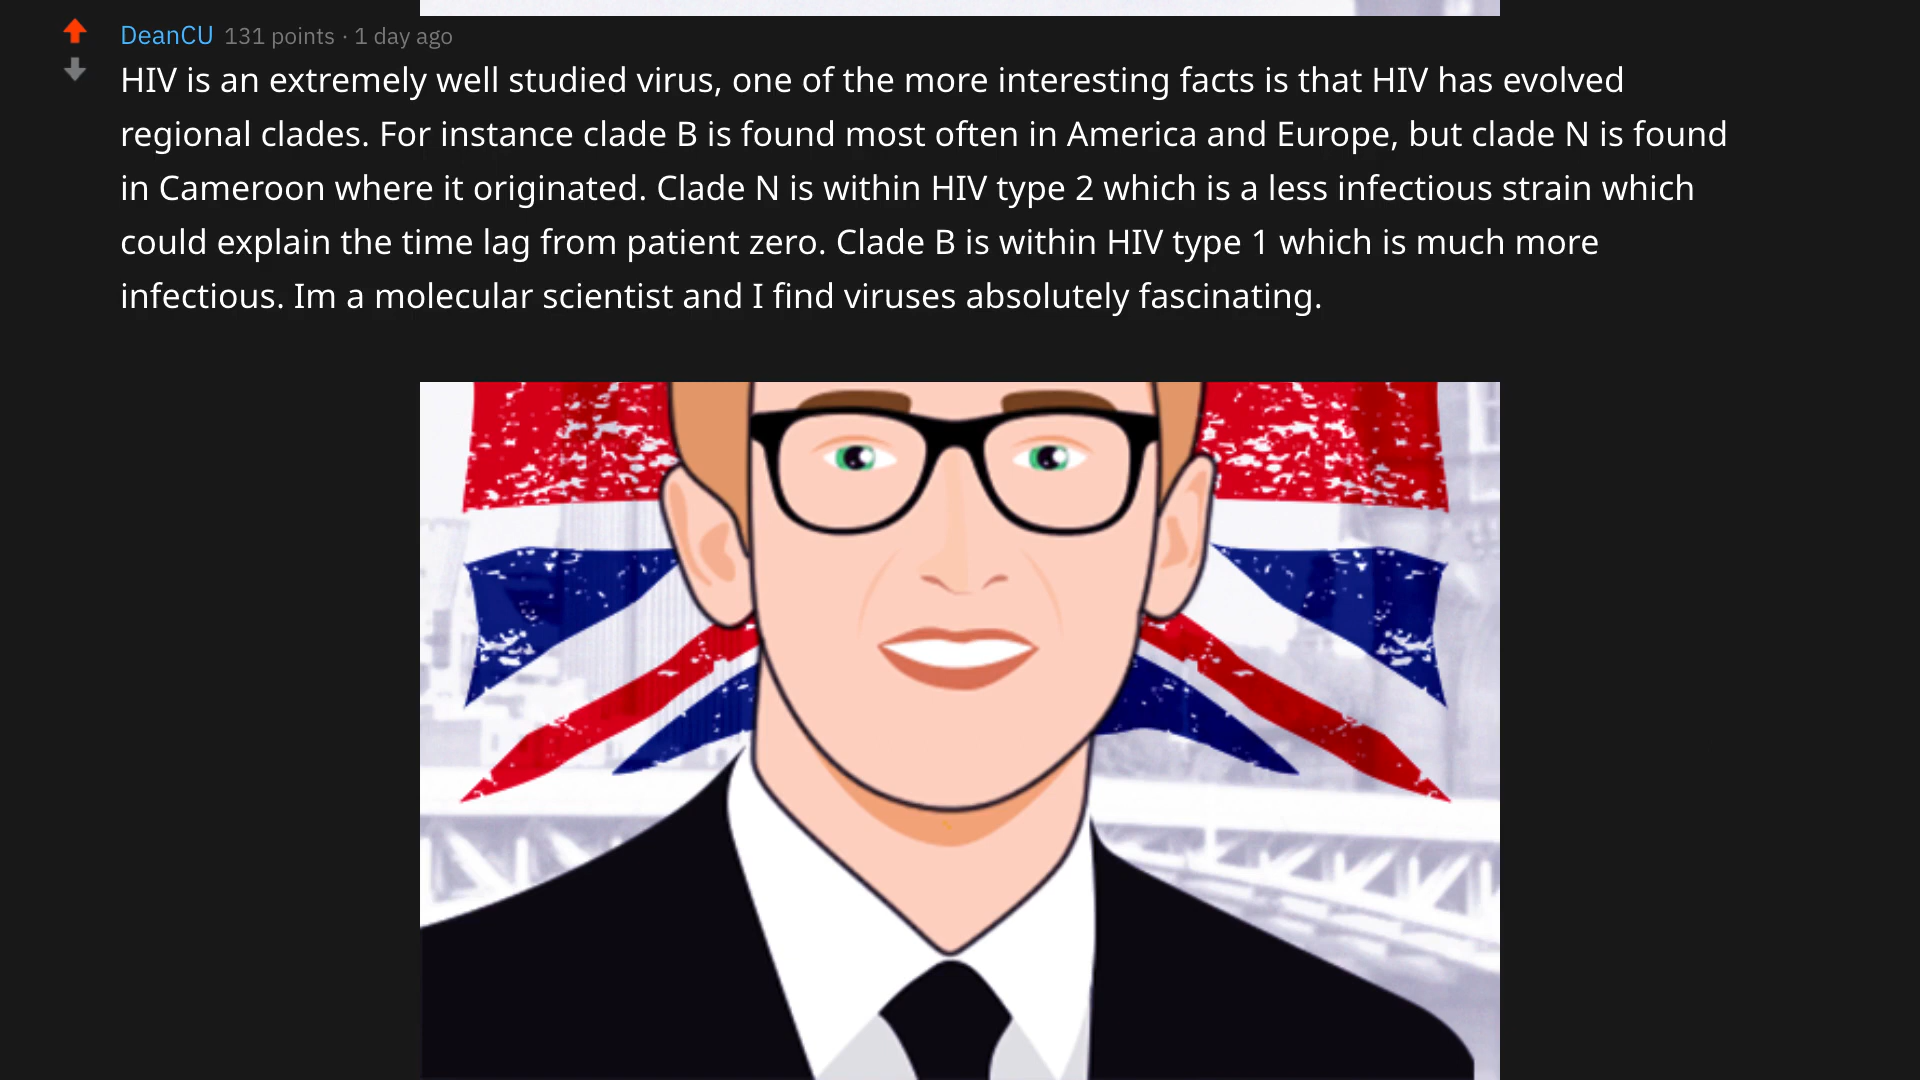 DeanCU 131 points · 1 day ago
HIV is an extremely well studied virus, one of the more interesting facts is that HIV has evolved
regional clades. For instance clade B is found most often in America and Europe, but clade N is found
in Cameroon where it originated. Clade N is within HIV type 2 which is a less infectious strain which
could explain the time lag from patient zero. Clade B is within HIV type 1 which is much more
infectious. Im a molecular scientist and I find viruses absolutely fascinating.